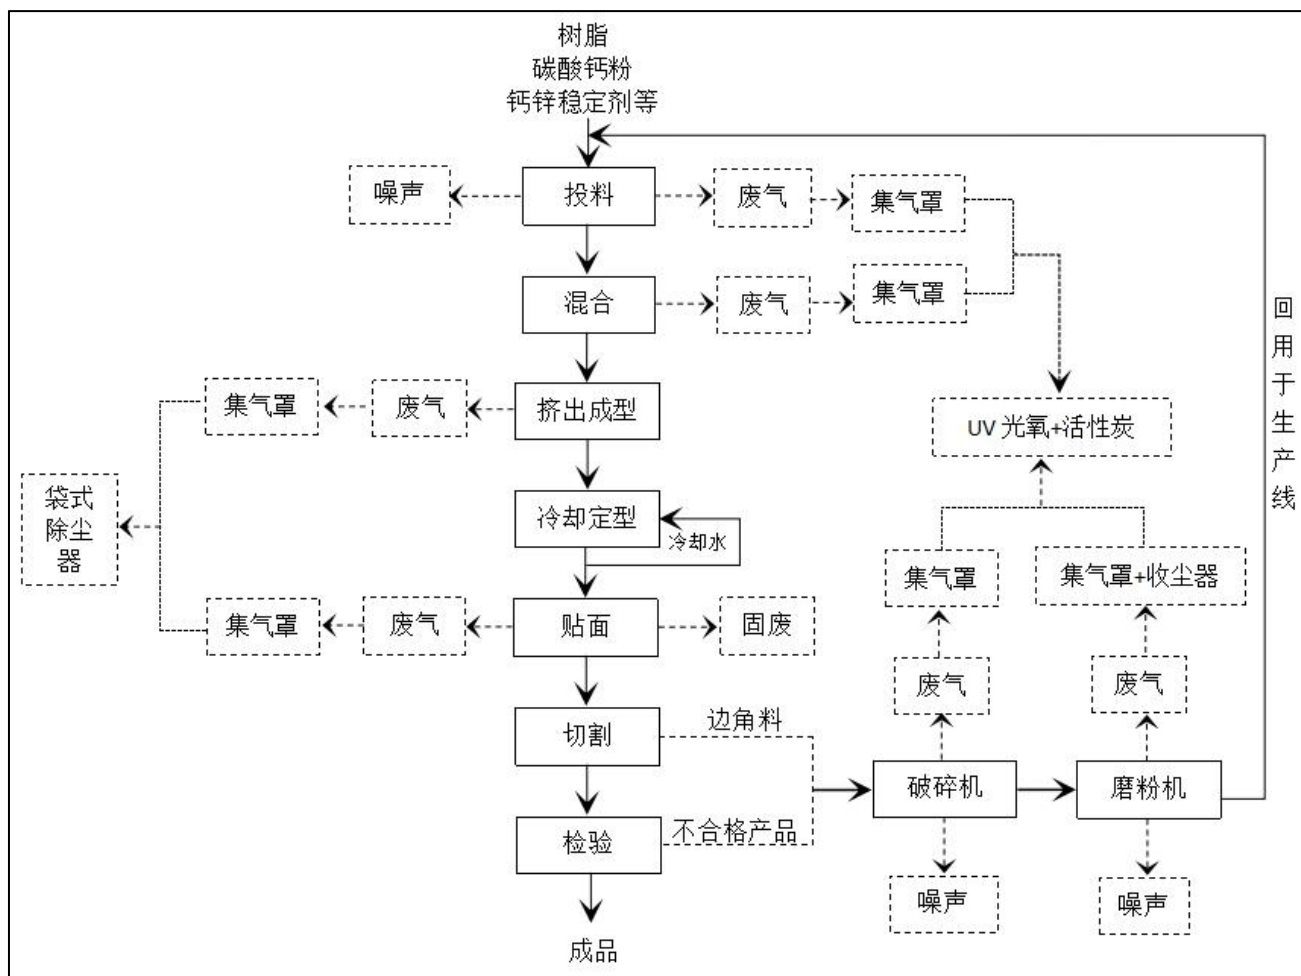 树脂
碳酸钙粉
钙锌稳定剂等
噪声
投料
废气
集气罩
混合
废气
集气罩
回用于生产线
集气罩
废气
挤出成型
UV 光氧+活性炭
袋式
除尘
器
冷却定型
冷却水
集气罩
集气罩+收尘器
集气罩
废气
贴面
固废
废气
废气
切割
边角料
破碎机
磨粉机
检验
不合格产品
噪声
噪声
成品